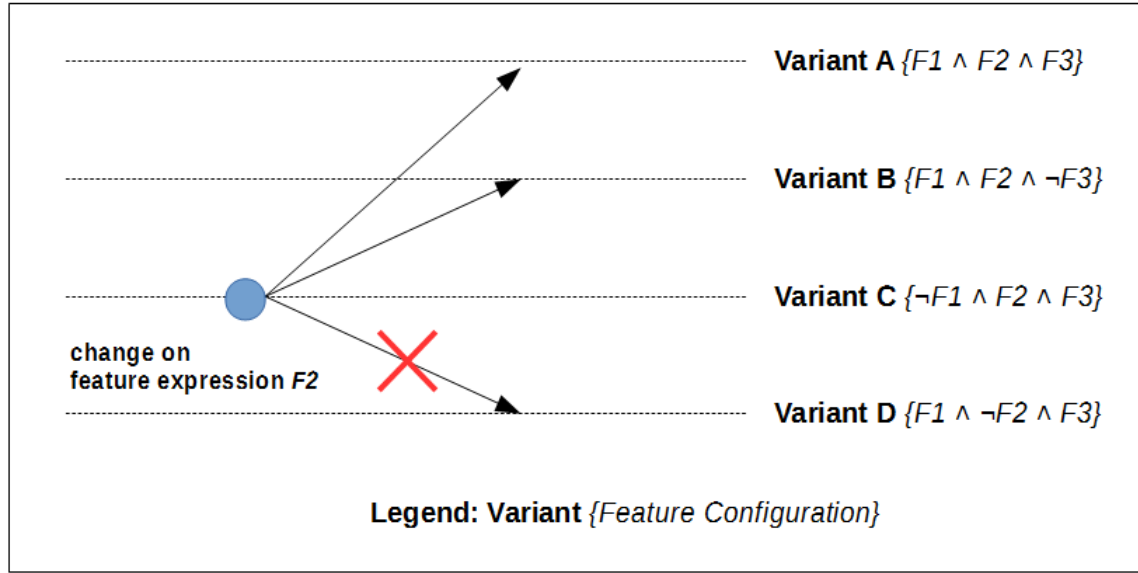 Variant A {F1 ∧ F2 ∧ F3}
Variant B {F1 ∧ F2 ∧ ¬F3}
Variant C {¬F1 ∧ F2 ∧ F3}
change on
feature expression F2
Variant D {F1 ∧ ¬F2 ∧ F3}
Legend: Variant {Feature Configuration}